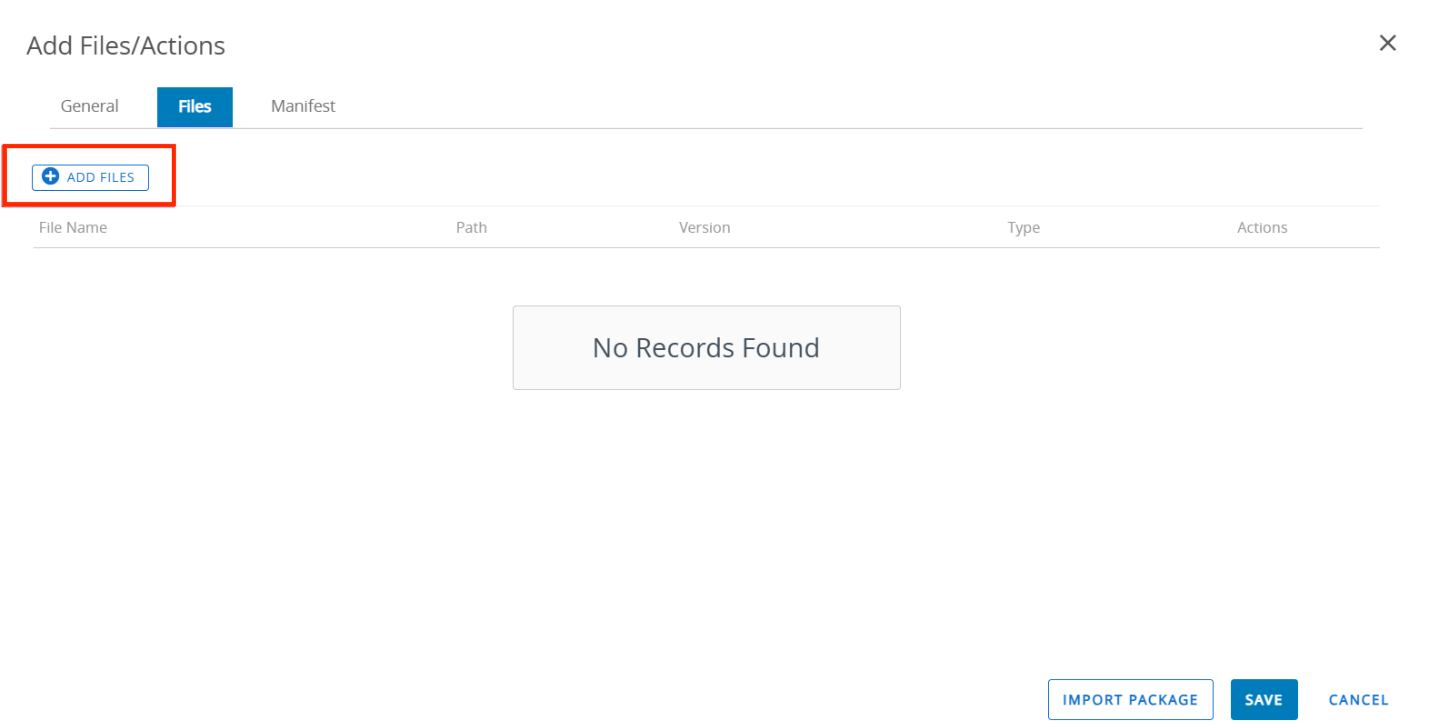 Add Files/Actions
General Files Manifest
ADD FILES
File Name Path Version Type Actions
No Records Found
IMPORT PACKAGE SAVE CANCEL